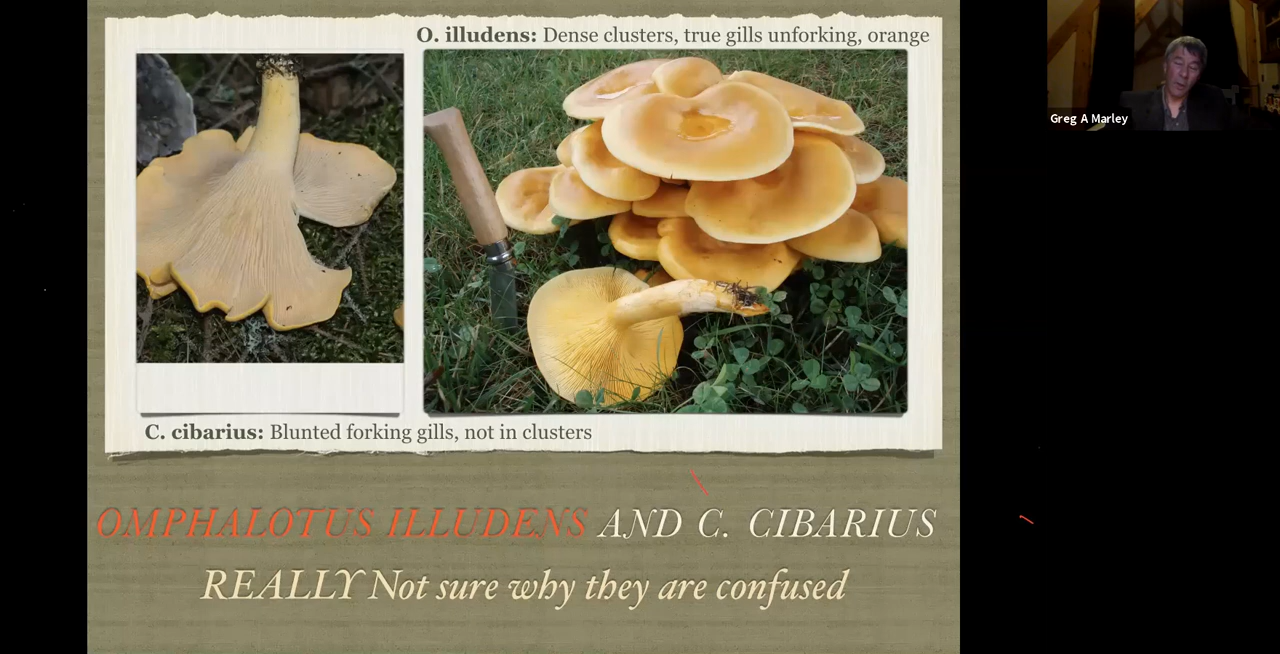 O. illudens: Dense clusters, true gills unforking, orange
Greg A Marley
C. cibarius: Blunted forking gills, not in clusters
OMPHALOTUS ILLUDENS AND C. CIBARIUS
REALLY Not sure why they are confused